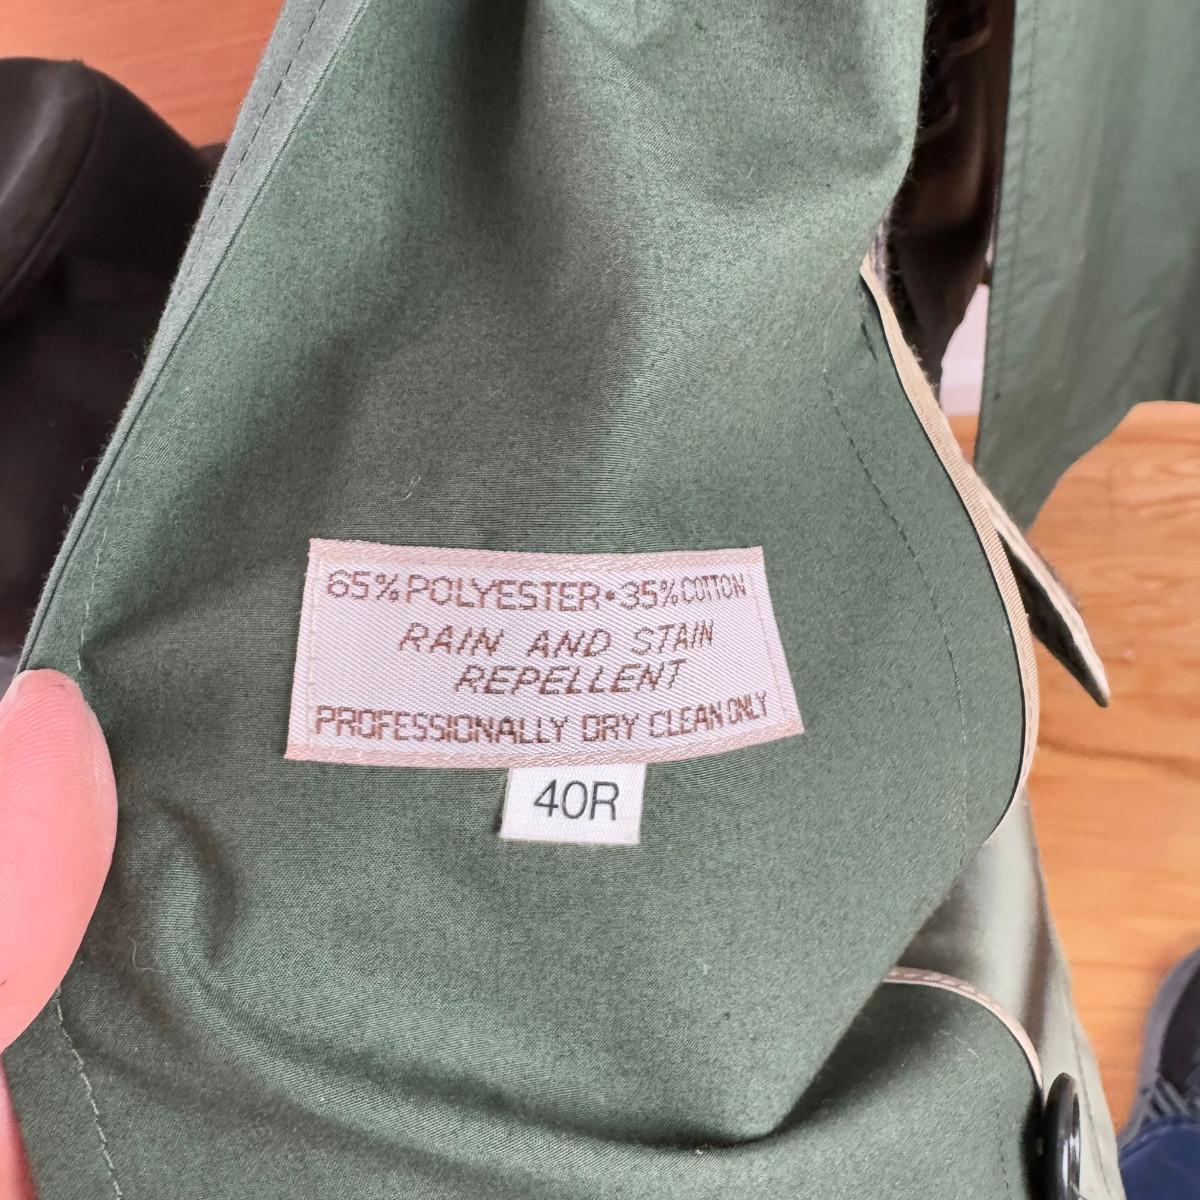 65% POLYESTER • 35% COTTON
RAIN AND STAIN
REPELLENT
PROFESSIONALLY DRY CLEAN ONLY
40R